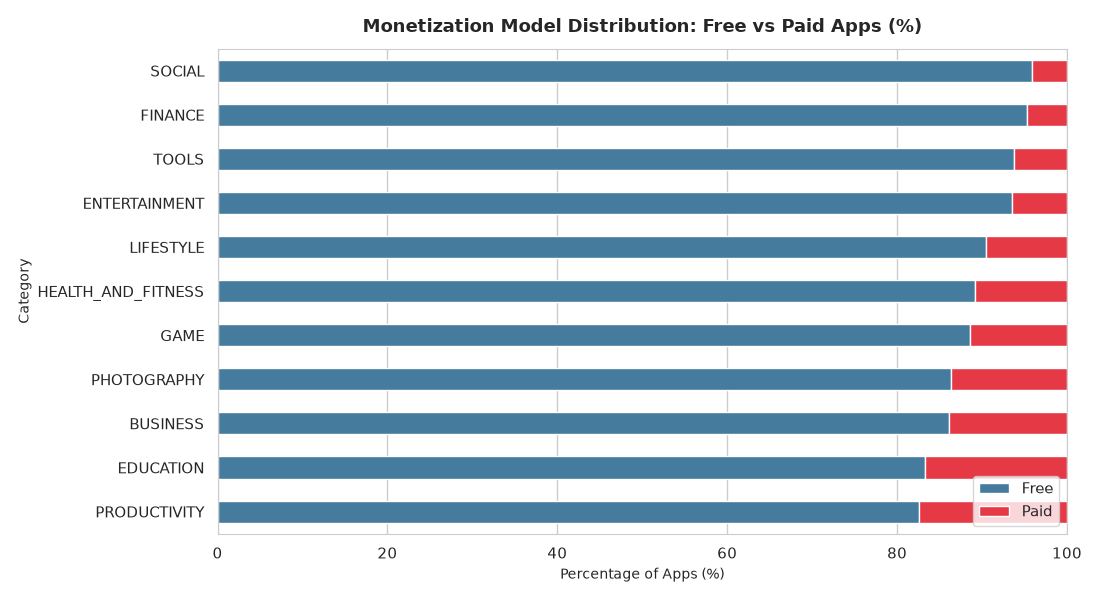 Monetization Model Distribution: Free vs Paid Apps (%)
SOCIAL
FINANCE
TOOLS
ENTERTAINMENT
LIFESTYLE
HEALTH_AND_FITNESS
GAME
PHOTOGRAPHY
BUSINESS
EDUCATION
PRODUCTIVITY
Category
Free
Paid
0 20 40 60 80 100
Percentage of Apps (%)